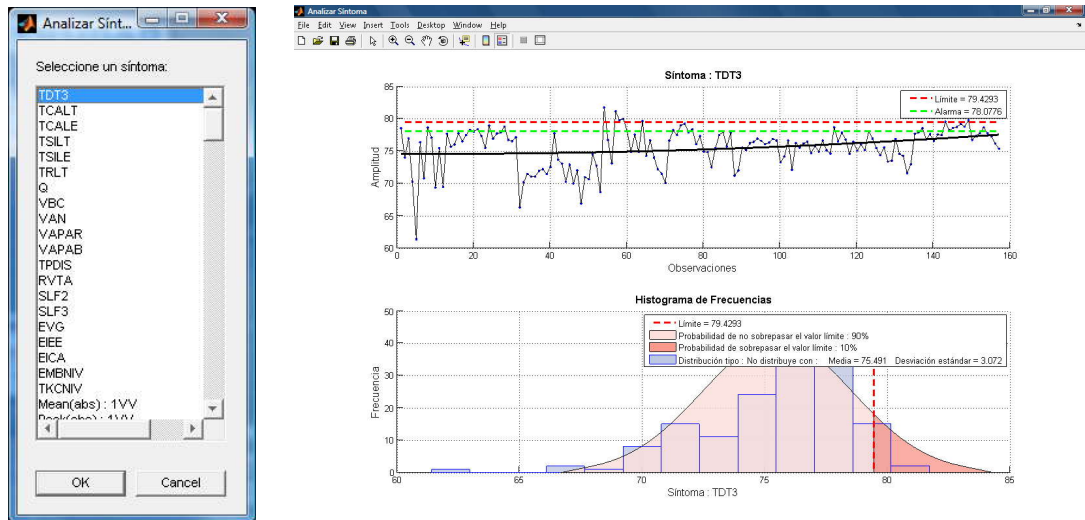 Analizar Sínt...
Seleccione un síntoma:
TDT3
TCALT
TCALE
TSILT
TSILE
TRLT
Q
VBC
VAN
VAPAR
VAPAB
TPDIS
RVTA
SLF2
SLF3
EVG
EIEE
EICA
EMBNIV
TKCNIV
Mean(abs) : 1VV
Peak(abs) : 1VV
OK
Cancel
Analizar Síntoma
File Edit View Insert Tools Desktop Window Help
Síntoma : TDT3
Límite = 79.4293
Alarma = 78.0776
Amplitud
85
80
75
70
65
60
0 20 40 60 80 100 120 140 160
Observaciones
Histograma de Frecuencias
Límite = 79.4293
Probabilidad de no sobrepasar el valor límite : 90%
Probabilidad de sobrepasar el valor límite : 10%
Distribución tipo : No distribuye con : Media = 75.491 Desviación estándar = 3.072
Frecuencia
50
40
30
20
10
0
60 65 70 75 80 85
Síntoma : TDT3